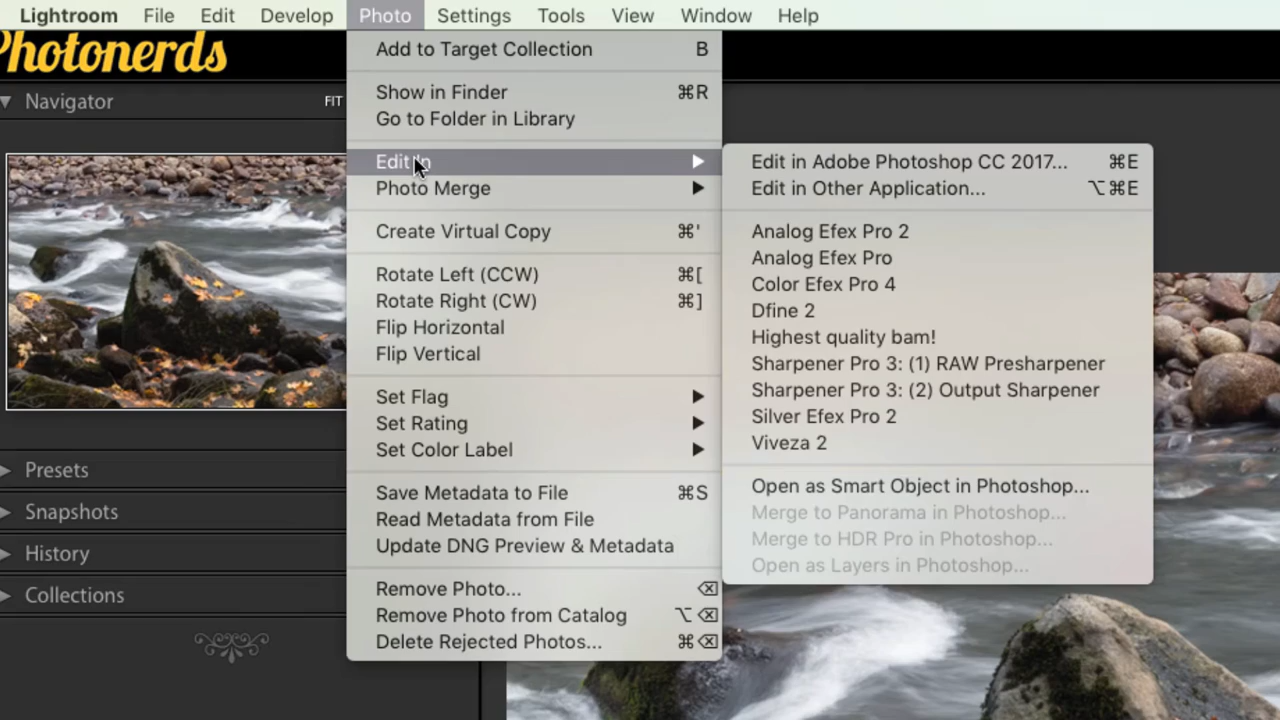 Lightroom File Edit Develop Photo Settings Tools View Window Help
Photonerds
Navigator FIT
Add to Target Collection B
Show in Finder ⌘R
Go to Folder in Library
Edit In
Photo Merge
Create Virtual Copy ⌘'
Rotate Left (CCW) ⌘[
Rotate Right (CW) ⌘]
Flip Horizontal
Flip Vertical
Set Flag
Set Rating
Set Color Label
Save Metadata to File ⌘S
Read Metadata from File
Update DNG Preview & Metadata
Remove Photo... ⌫
Remove Photo from Catalog ⌥⌫
Delete Rejected Photos... ⌘⌫
Edit in Adobe Photoshop CC 2017... ⌘E
Edit in Other Application... ⌥⌘E
Analog Efex Pro 2
Analog Efex Pro
Color Efex Pro 4
Dfine 2
Highest quality bam!
Sharpener Pro 3: (1) RAW Presharpener
Sharpener Pro 3: (2) Output Sharpener
Silver Efex Pro 2
Viveza 2
Open as Smart Object in Photoshop...
Merge to Panorama in Photoshop...
Merge to HDR Pro in Photoshop...
Open as Layers in Photoshop...
Presets
Snapshots
History
Collections